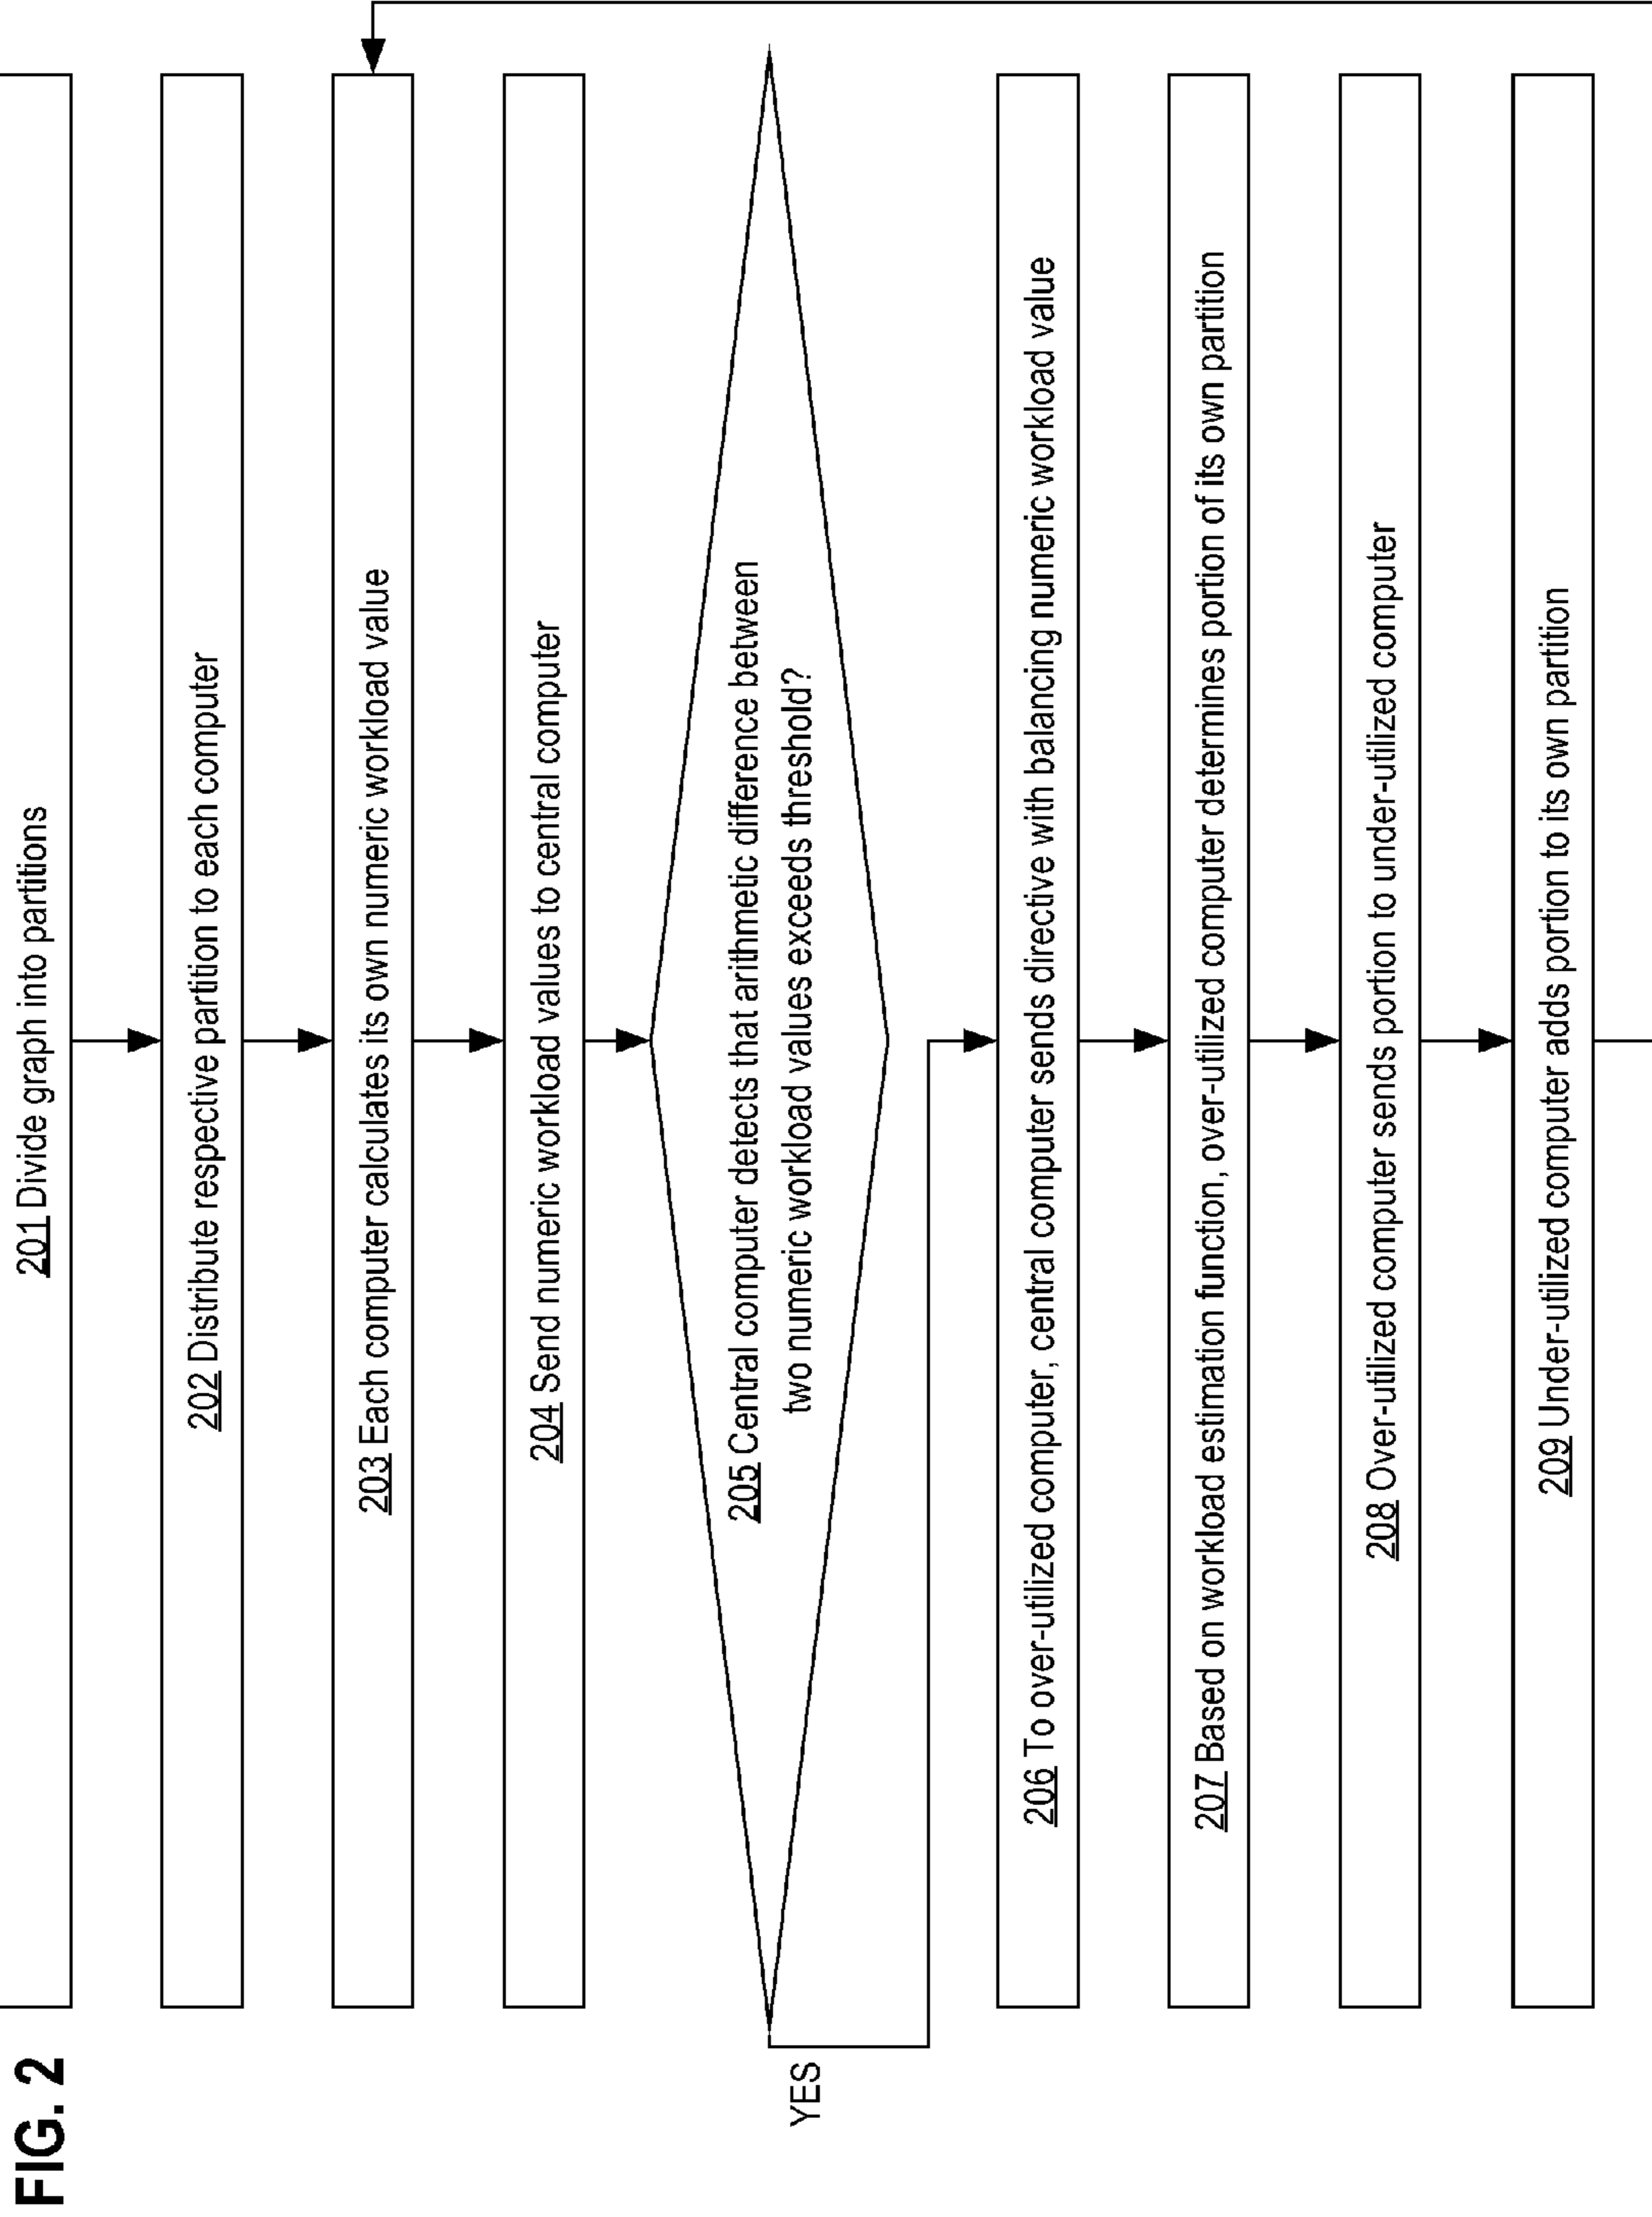 FIG. 2
201 Divide graph into partitions
202 Distribute respective partition to each computer
203 Each computer calculates its own numeric workload value
204 Send numeric workload values to central computer
205 Central computer detects that arithmetic difference between
two numeric workload values exceeds threshold?
YES
206 To over-utilized computer, central computer sends directive with balancing numeric workload value
207 Based on workload estimation function, over-utilized computer determines portion of its own partition
208 Over-utilized computer sends portion to under-utilized computer
209 Under-utilized computer adds portion to its own partition